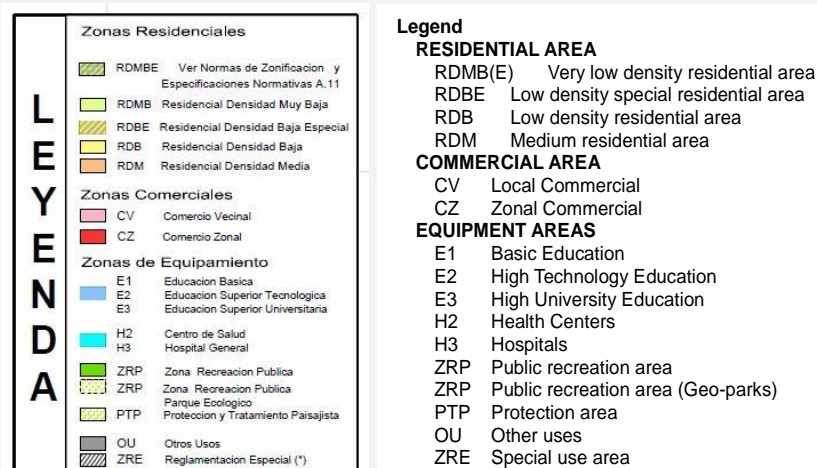 LEYENDA
Zonas Residenciales
RDMBE Ver Normas de Zonificacion y
Especificaciones Normativas A.11
RDMB Residencial Densidad Muy Baja
RDBE Residencial Densidad Baja Especial
RDB Residencial Densidad Baja
RDM Residencial Densidad Media
Zonas Comerciales
CV Comercio Vecinal
CZ Comercio Zonal
Zonas de Equipamiento
E1 Educacion Basica
E2 Educacion Superior Tecnologica
E3 Educacion Superior Universitaria
H2 Centro de Salud
H3 Hospital General
ZRP Zona Recreacion Publica
ZRP Zona Recreacion Publica
Parque Ecologico
PTP Proteccion y Tratamiento Paisajista
OU Otros Usos
ZRE Reglamentacion Especial (*)
Legend
RESIDENTIAL AREA
RDMB(E) Very low density residential area
RDBE Low density special residential area
RDB Low density residential area
RDM Medium residential area
COMMERCIAL AREA
CV Local Commercial
CZ Zonal Commercial
EQUIPMENT AREAS
E1 Basic Education
E2 High Technology Education
E3 High University Education
H2 Health Centers
H3 Hospitals
ZRP Public recreation area
ZRP Public recreation area (Geo-parks)
PTP Protection area
OU Other uses
ZRE Special use area